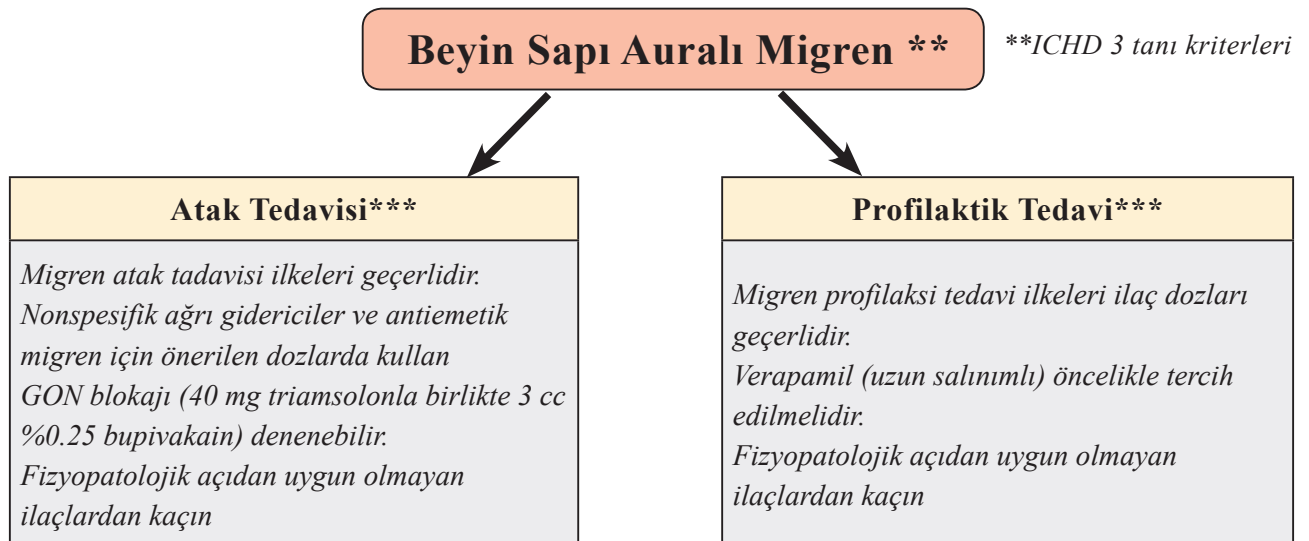 Beyin Sapı Auralı Migren **
**ICHD 3 tanı kriterleri
Atak Tedavisi***
Migren atak tadavisi ilkeleri geçerlidir.
Nonspesifik ağrı gidericiler ve antiemetik
migren için önerilen dozlarda kullan
GON blokajı (40 mg triamsolonla birlikte 3 cc
%0.25 bupivakain) denenebilir.
Fizyopatolojik açıdan uygun olmayan
ilaçlardan kaçın
Profilaktik Tedavi***
Migren profilaksi tedavi ilkeleri ilaç dozları
geçerlidir.
Verapamil (uzun salınımlı) öncelikle tercih
edilmelidir.
Fizyopatolojik açıdan uygun olmayan
ilaçlardan kaçın